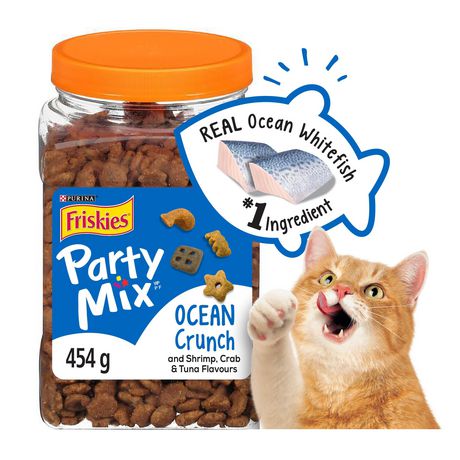 REAL Ocean Whitefish
#1 Ingredient
PURINA
Friskies
Party
Mix
OCEAN
Crunch
and Shrimp, Crab
& Tuna Flavours
454 g